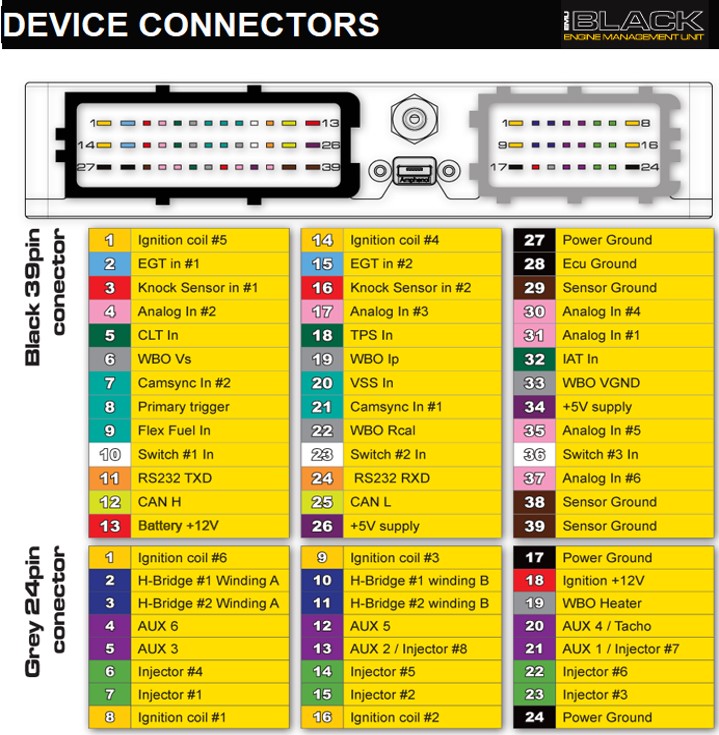 DEVICE CONNECTORS
EMU BLACK
ENGINE MANAGEMENT UNIT
1 13 1 8
14 26 9 16
27 39 17 24
Amphenol
Black 39pin
conector
1 Ignition coil #5
2 EGT in #1
3 Knock Sensor in #1
4 Analog In #2
5 CLT In
6 WBO Vs
7 Camsync In #2
8 Primary trigger
9 Flex Fuel In
10 Switch #1 In
11 RS232 TXD
12 CAN H
13 Battery +12V
14 Ignition coil #4
15 EGT in #2
16 Knock Sensor in #2
17 Analog In #3
18 TPS In
19 WBO Ip
20 VSS In
21 Camsync In #1
22 WBO Rcal
23 Switch #2 In
24 RS232 RXD
25 CAN L
26 +5V supply
27 Power Ground
28 Ecu Ground
29 Sensor Ground
30 Analog In #4
31 Analog In #1
32 IAT In
33 WBO VGND
34 +5V supply
35 Analog In #5
36 Switch #3 In
37 Analog In #6
38 Sensor Ground
39 Sensor Ground
Grey 24pin
conector
1 Ignition coil #6
2 H-Bridge #1 Winding A
3 H-Bridge #2 Winding A
4 AUX 6
5 AUX 3
6 Injector #4
7 Injector #1
8 Ignition coil #1
9 Ignition coil #3
10 H-Bridge #1 winding B
11 H-Bridge #2 winding B
12 AUX 5
13 AUX 2 / Injector #8
14 Injector #5
15 Injector #2
16 Ignition coil #2
17 Power Ground
18 Ignition +12V
19 WBO Heater
20 AUX 4 / Tacho
21 AUX 1 / Injector #7
22 Injector #6
23 Injector #3
24 Power Ground